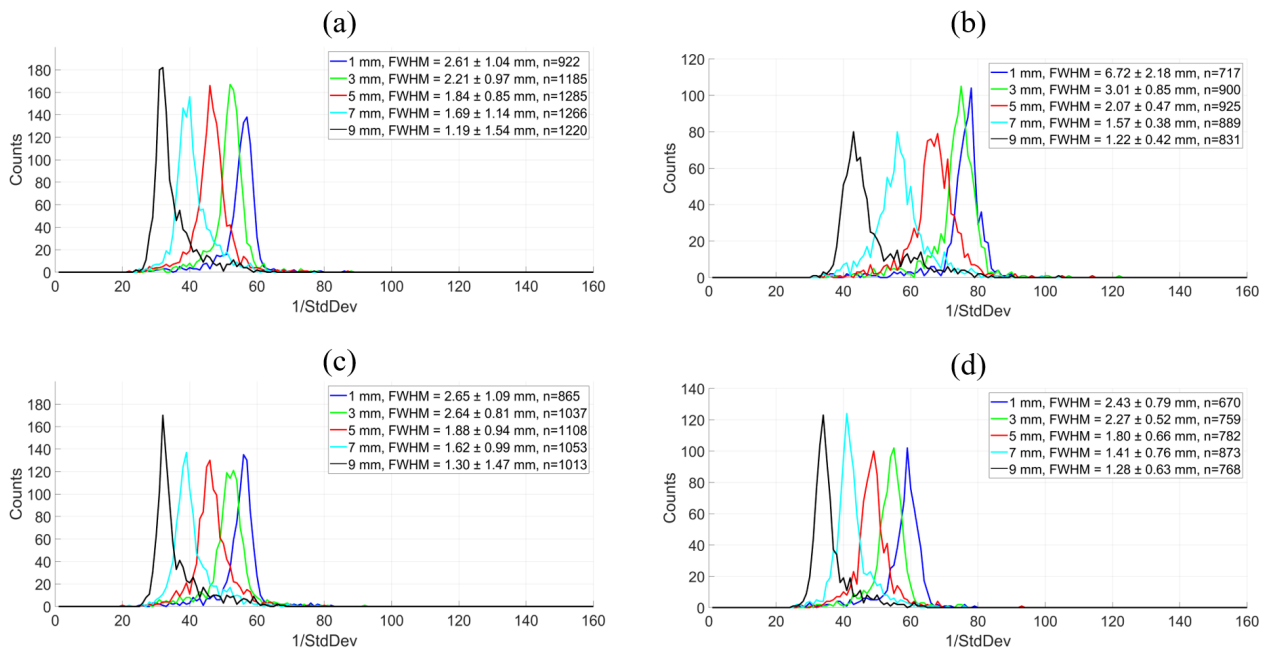 (a)
Counts
180
160
140
120
100
80
60
40
20
0
0 20 40 60 80 100 120 140 160
1/StdDev
1 mm, FWHM = 2.61 ± 1.04 mm, n=922
3 mm, FWHM = 2.21 ± 0.97 mm, n=1185
5 mm, FWHM = 1.84 ± 0.85 mm, n=1285
7 mm, FWHM = 1.69 ± 1.14 mm, n=1266
9 mm, FWHM = 1.19 ± 1.54 mm, n=1220
(b)
Counts
120
100
80
60
40
20
0
0 20 40 60 80 100 120 140 160
1/StdDev
1 mm, FWHM = 6.72 ± 2.18 mm, n=717
3 mm, FWHM = 3.01 ± 0.85 mm, n=900
5 mm, FWHM = 2.07 ± 0.47 mm, n=925
7 mm, FWHM = 1.57 ± 0.38 mm, n=889
9 mm, FWHM = 1.22 ± 0.42 mm, n=831
(c)
Counts
180
160
140
120
100
80
60
40
20
0
0 20 40 60 80 100 120 140 160
1/StdDev
1 mm, FWHM = 2.65 ± 1.09 mm, n=865
3 mm, FWHM = 2.64 ± 0.81 mm, n=1037
5 mm, FWHM = 1.88 ± 0.94 mm, n=1108
7 mm, FWHM = 1.62 ± 0.99 mm, n=1053
9 mm, FWHM = 1.30 ± 1.47 mm, n=1013
(d)
Counts
140
120
100
80
60
40
20
0
0 20 40 60 80 100 120 140 160
1/StdDev
1 mm, FWHM = 2.43 ± 0.79 mm, n=670
3 mm, FWHM = 2.27 ± 0.52 mm, n=759
5 mm, FWHM = 1.80 ± 0.66 mm, n=782
7 mm, FWHM = 1.41 ± 0.76 mm, n=873
9 mm, FWHM = 1.28 ± 0.63 mm, n=768